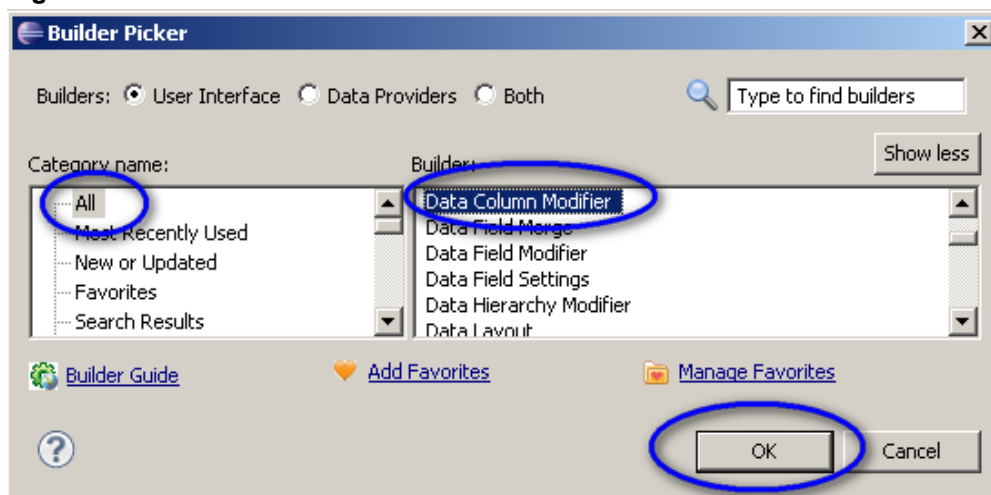 Builder Picker
Builders: User Interface Data Providers Both Type to find builders
Show less
Category name: Builder:
All
Most Recently Used
New or Updated
Favorites
Search Results
Data Column Modifier
Data Field Merge
Data Field Modifier
Data Field Settings
Data Hierarchy Modifier
Data Layout
Builder Guide Add Favorites Manage Favorites
? OK Cancel